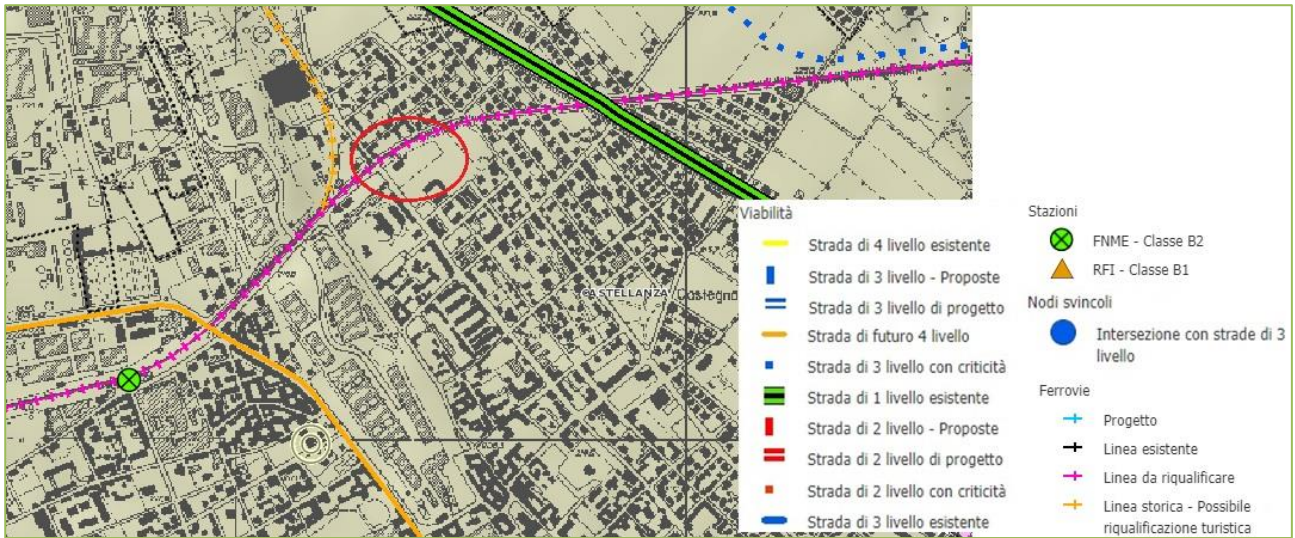 CASTELLANZA
Viabilità
Strada di 4 livello esistente
Strada di 3 livello - Proposte
Strada di 3 livello di progetto
Strada di futuro 4 livello
Strada di 3 livello con criticità
Strada di 1 livello esistente
Strada di 2 livello - Proposte
Strada di 2 livello di progetto
Strada di 2 livello con criticità
Strada di 3 livello esistente
Stazioni
FNME - Classe B2
RFI - Classe B1
Nodi svincoli
Intersezione con strade di 3
livello
Ferrovie
Progetto
Linea esistente
Linea da riqualificare
Linea storica - Possibile
riqualificazione turistica